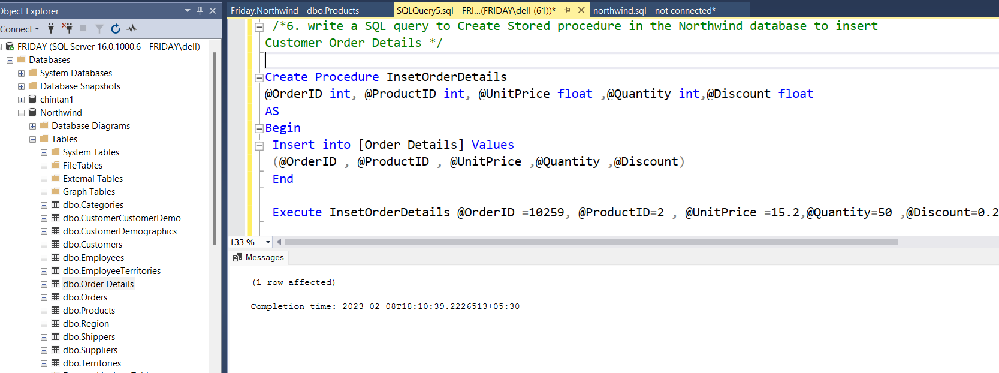 Object Explorer
Connect
FRIDAY (SQL Server 16.0.1000.6 - FRIDAY\dell)
Databases
System Databases
Database Snapshots
chintan1
Northwind
Database Diagrams
Tables
System Tables
FileTables
External Tables
Graph Tables
dbo.Categories
dbo.CustomerCustomerDemo
dbo.CustomerDemographics
dbo.Customers
dbo.Employees
dbo.EmployeeTerritories
dbo.Order Details
dbo.Orders
dbo.Products
dbo.Region
dbo.Shippers
dbo.Suppliers
dbo.Territories
Friday.Northwind - dbo.Products
SQLQuery5.sql - FRI...(FRIDAY\dell (61))*
northwind.sql - not connected*
/*6. write a SQL query to Create Stored procedure in the Northwind database to insert
Customer Order Details */
Create Procedure InsetOrderDetails
@OrderID int, @ProductID int, @UnitPrice float ,@Quantity int,@Discount float
AS
Begin
Insert into [Order Details] Values
(@OrderID , @ProductID , @UnitPrice ,@Quantity ,@Discount)
End
Execute InsetOrderDetails @OrderID =10259, @ProductID=2 , @UnitPrice =15.2,@Quantity=50 ,@Discount=0.2
133 %
Messages
(1 row affected)
Completion time: 2023-02-08T18:10:39.2226513+05:30